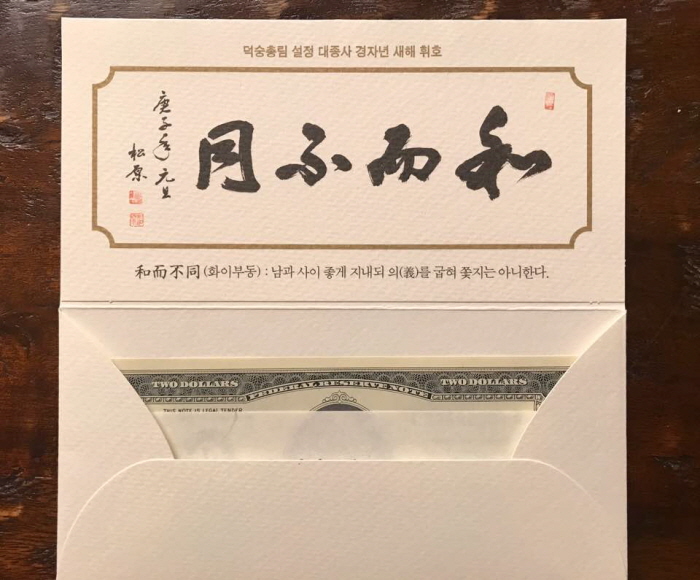 덕숭총림 설정 대종사 경자년 새해 휘호
和而不同
庚子年 元旦
松原
和而不同(화이부동) : 남과 사이 좋게 지내되 의(義)를 굽혀 쫓지는 아니한다.
TWO DOLLARS FEDERAL RESERVE NOTE TWO DOLLARS
THIS NOTE IS LEGAL TENDER